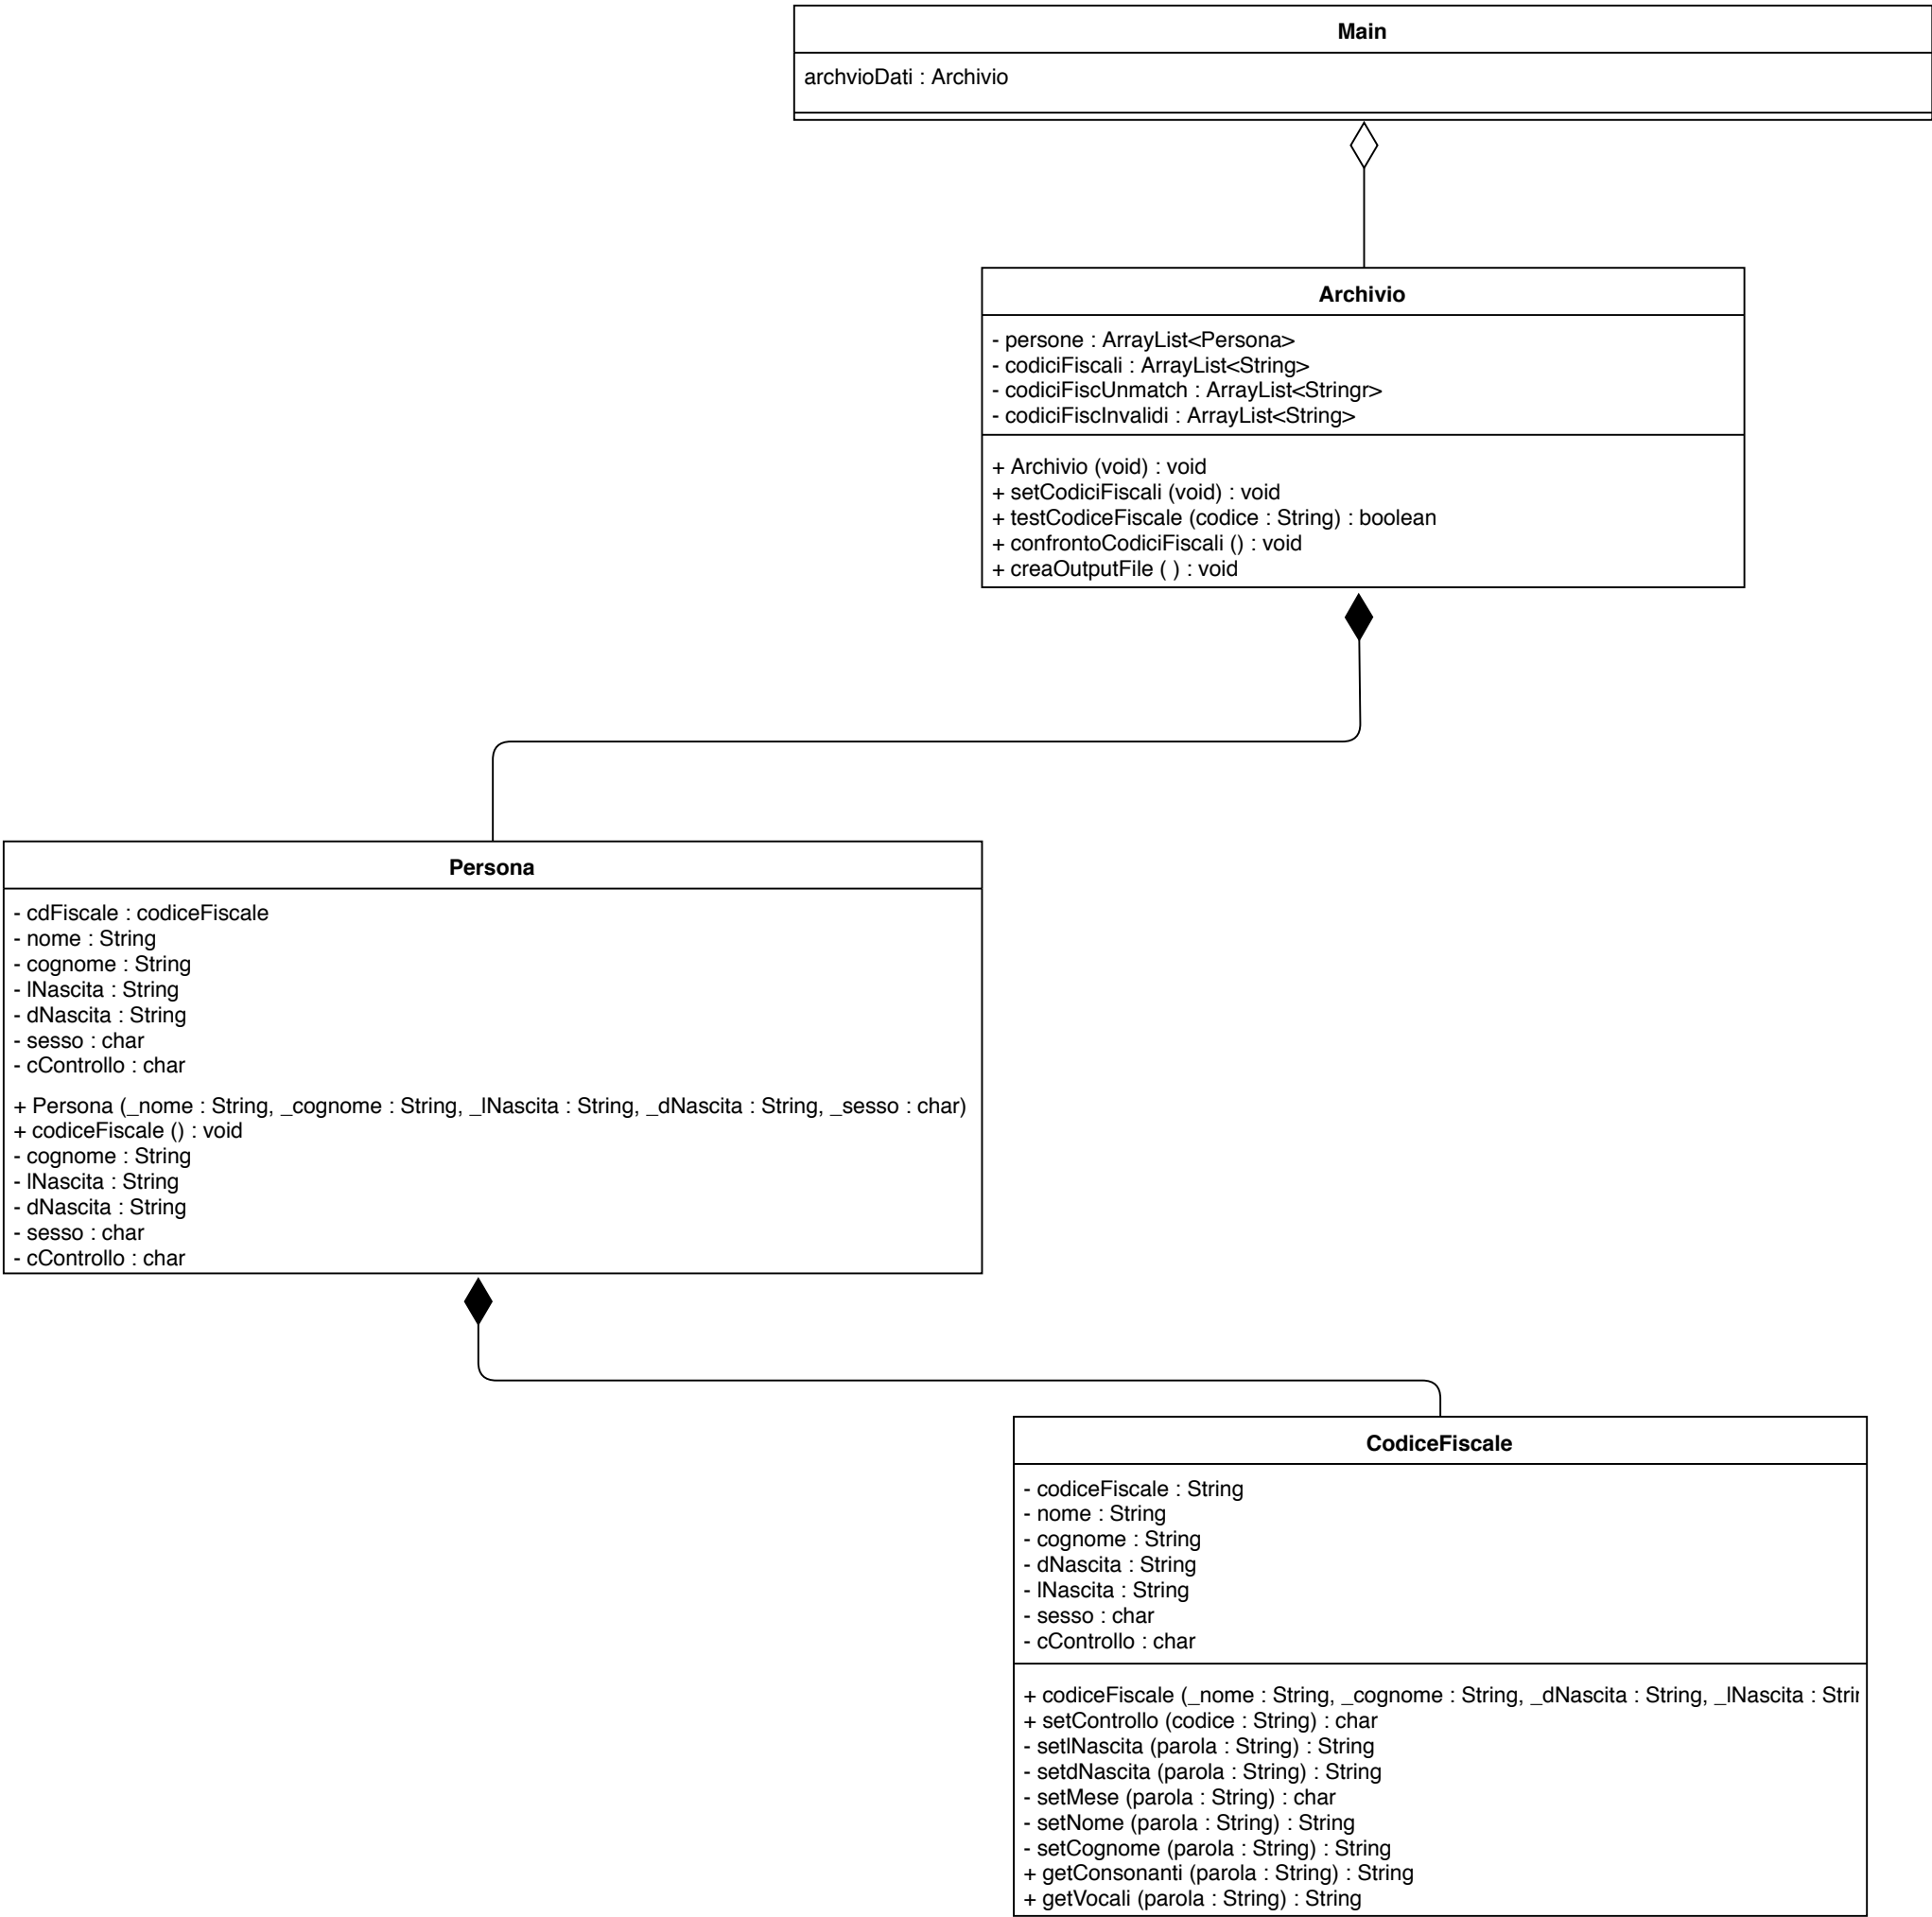 Main
archvioDati : Archivio
Archivio
- persone : ArrayList<Persona>
- codiciFiscali : ArrayList<String>
- codiciFiscUnmatch : ArrayList<Stringr>
- codiciFiscInvalidi : ArrayList<String>
+ Archivio (void) : void
+ setCodiciFiscali (void) : void
+ testCodiceFiscale (codice : String) : boolean
+ confrontoCodiciFiscali () : void
+ creaOutputFile ( ) : void
Persona
- cdFiscale : codiceFiscale
- nome : String
- cognome : String
- lNascita : String
- dNascita : String
- sesso : char
- cControllo : char
+ Persona (_nome : String, _cognome : String, _lNascita : String, _dNascita : String, _sesso : char)
+ codiceFiscale () : void
- cognome : String
- lNascita : String
- dNascita : String
- sesso : char
- cControllo : char
CodiceFiscale
- codiceFiscale : String
- nome : String
- cognome : String
- dNascita : String
- lNascita : String
- sesso : char
- cControllo : char
+ codiceFiscale (_nome : String, _cognome : String, _dNascita : String, _lNascita :
+ setControllo (codice : String) : char
- setlNascita (parola : String) : String
- setdNascita (parola : String) : String
- setMese (parola : String) : char
- setNome (parola : String) : String
- setCognome (parola : String) : String
+ getConsonanti (parola : String) : String
+ getVocali (parola : String) : String